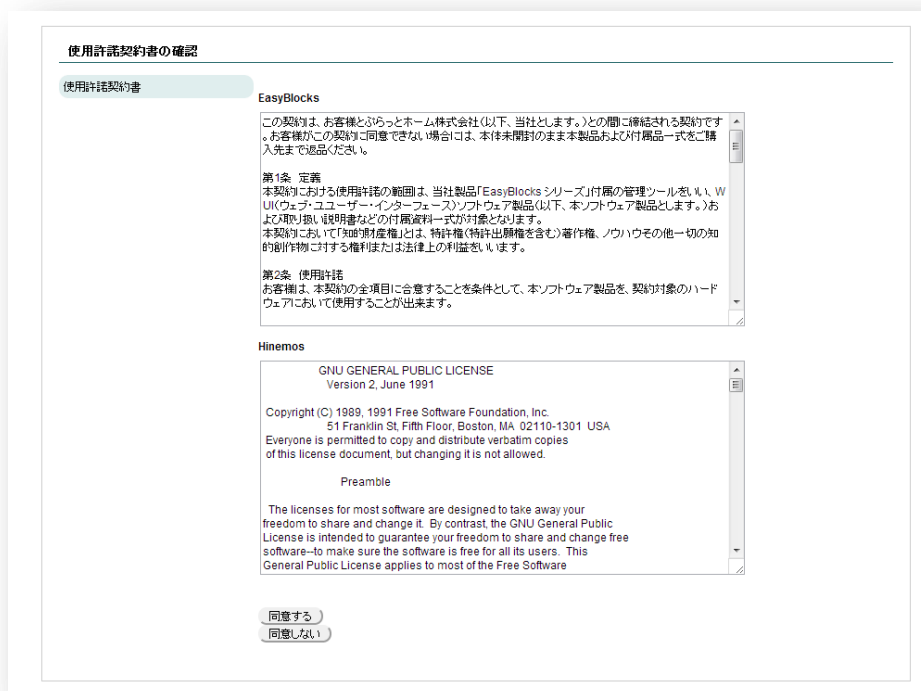 使用許諾契約書の確認
使用許諾契約書
EasyBlocks
この契約は、お客様とぷらっとホーム株式会社(以下、当社とします。)との間に締結される契約です
。お客様がこの契約に同意できない場合には、本体未開封のまま本製品および付属品一式をご購
入先まで返品ください。
第1条 定義
本契約における使用許諾の範囲は、当社製品「EasyBlocks シリーズ」付属の管理ツールをいい、W
UI(ウェブ・ユユーザー・インターフェース)ソフトウェア製品(以下、本ソフトウェア製品とします。)お
よび取り扱い説明書などの付属資料一式が対象となります。
本契約において「知的財産権」とは、特許権(特許出願権を含む)著作権、ノウハウその他一切の知
的創作物に対する権利または法律上の利益をいいます。
第2条 使用許諾
お客様は、本契約の全項目に合意することを条件として、本ソフトウェア製品を、契約対象のハード
ウェアにおいて使用することが出来ます。
Hinemos
GNU GENERAL PUBLIC LICENSE
Version 2, June 1991
Copyright (C) 1989, 1991 Free Software Foundation, Inc.
51 Franklin St, Fifth Floor, Boston, MA 02110-1301 USA
Everyone is permitted to copy and distribute verbatim copies
of this license document, but changing it is not allowed.
Preamble
The licenses for most software are designed to take away your
freedom to share and change it. By contrast, the GNU General Public
License is intended to guarantee your freedom to share and change free
software--to make sure the software is free for all its users. This
General Public License applies to most of the Free Software
同意する
同意しない